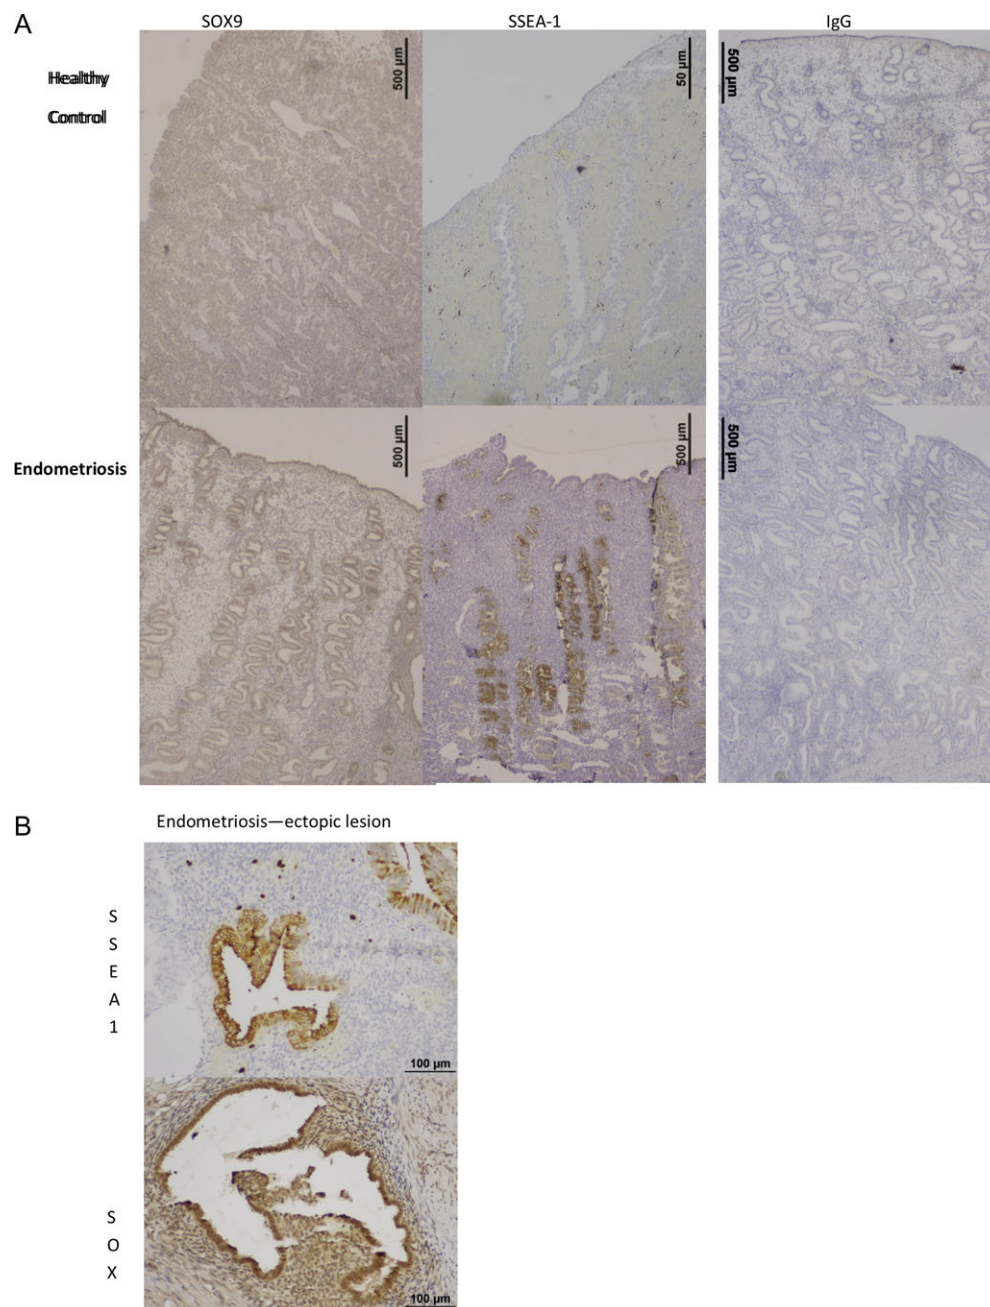 A
SOX9
SSEA-1
IgG
Healthy
Control
500 µm
50 µm
500 µm
Endometriosis
500 µm
500 µm
500 µm
B
Endometriosis—ectopic lesion
S
S
E
A
1
100 µm
S
O
X
100 µm